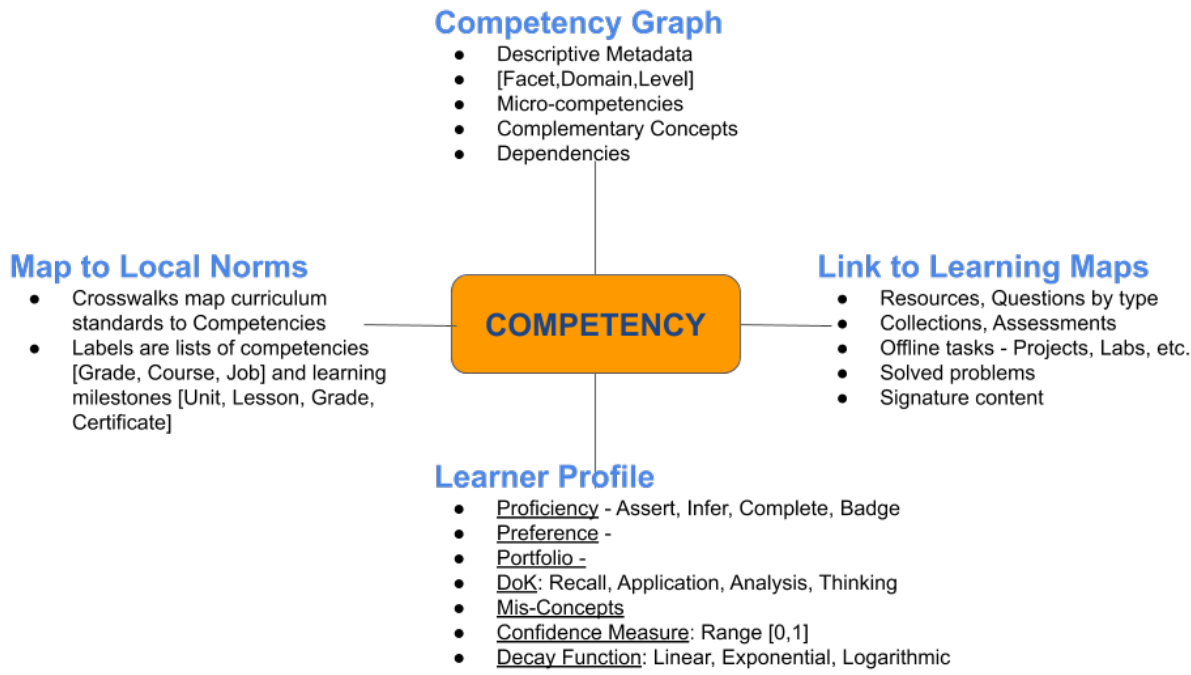 Competency Graph
● Descriptive Metadata
● [Facet,Domain,Level]
● Micro-competencies
● Complementary Concepts
● Dependencies
Map to Local Norms
● Crosswalks map curriculum
standards to Competencies
● Labels are lists of competencies
[Grade, Course, Job] and learning
milestones [Unit, Lesson, Grade,
Certificate]
COMPETENCY
Link to Learning Maps
● Resources, Questions by type
● Collections, Assessments
● Offline tasks - Projects, Labs, etc.
● Solved problems
● Signature content
Learner Profile
● Proficiency - Assert, Infer, Complete, Badge
● Preference -
● Portfolio -
● DoK: Recall, Application, Analysis, Thinking
● Mis-Concepts
● Confidence Measure: Range [0,1]
● Decay Function: Linear, Exponential, Logarithmic